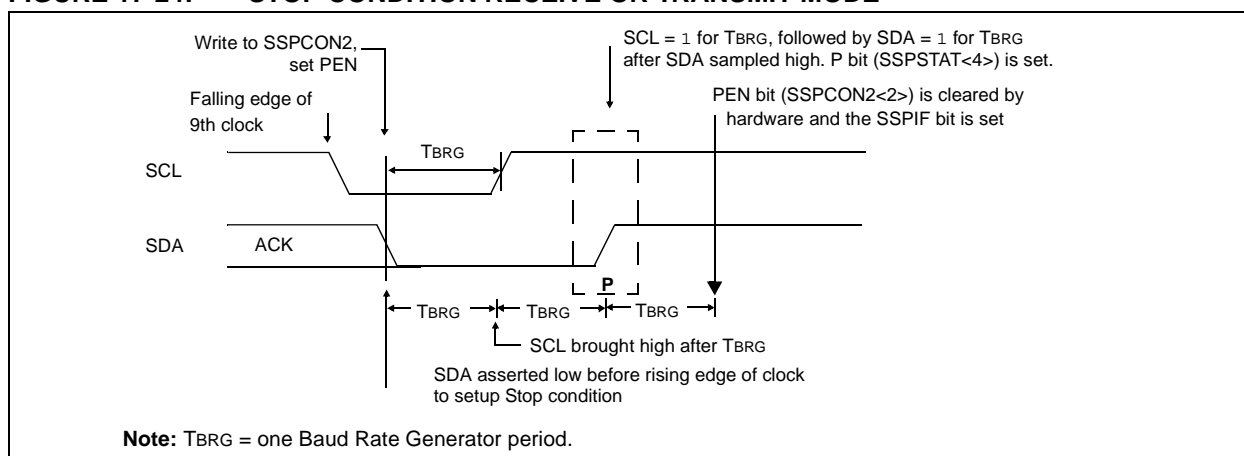 Write to SSPCON2,
set PEN
SCL = 1 for TBRG, followed by SDA = 1 for TBRG
after SDA sampled high. P bit (SSPSTAT<4>) is set.
PEN bit (SSPCON2<2>) is cleared by
hardware and the SSPIF bit is set
Falling edge of
9th clock
TBRG
SCL
SDA
ACK
P
TBRG
TBRG
TBRG
SCL brought high after TBRG
SDA asserted low before rising edge of clock
to setup Stop condition
Note: TBRG = one Baud Rate Generator period.